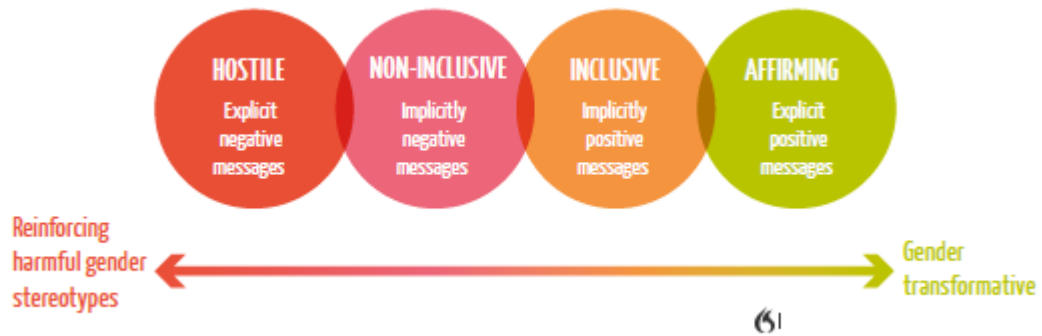 HOSTILE
Explicit
negative
messages
NON-INCLUSIVE
Implicitly
negative
messages
INCLUSIVE
Implicitly
positive
messages
AFFIRMING
Explicit
positive
messages
Reinforcing
harmful gender
stereotypes
Gender
transformative